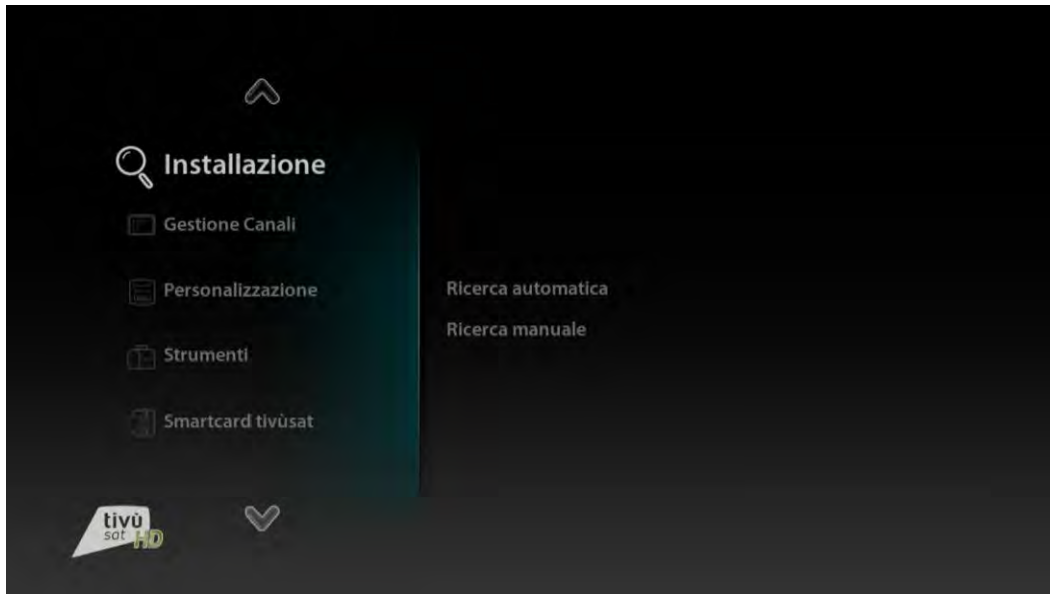 Installazione
Gestione Canali
Personalizzazione
Strumenti
Smartcard tivùsat
Ricerca automatica
Ricerca manuale
tivù
sat HD